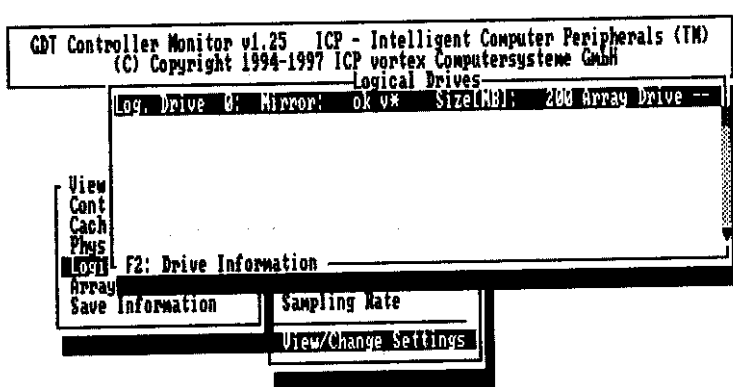 GDT Controller Monitor v1.25 ICP - Intelligent Computer Peripherals (TM)
(C) Copyright 1994-1997 ICP vortex Computersysteme GmbH
Logical Drives
Log. Drive 0: Mirror: ok v* Size[MB]: 200 Array Drive --
View
Cont
Cach
Phys
Logi
F2: Drive Information
Array
Save Information
Sampling Rate
View/Change Settings